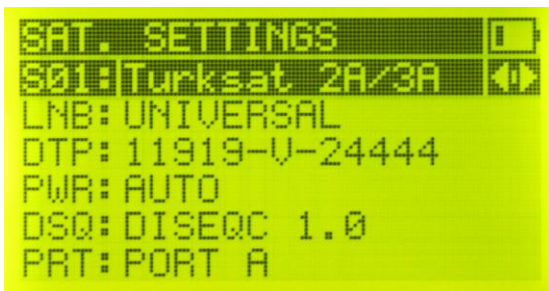 SAT. SETTINGS
S01: Turksat 2A/3A
LNB: UNIVERSAL
DTP: 11919-V-24444
PWR: AUTO
DSQ: DISEQC 1.0
PRT: PORT A